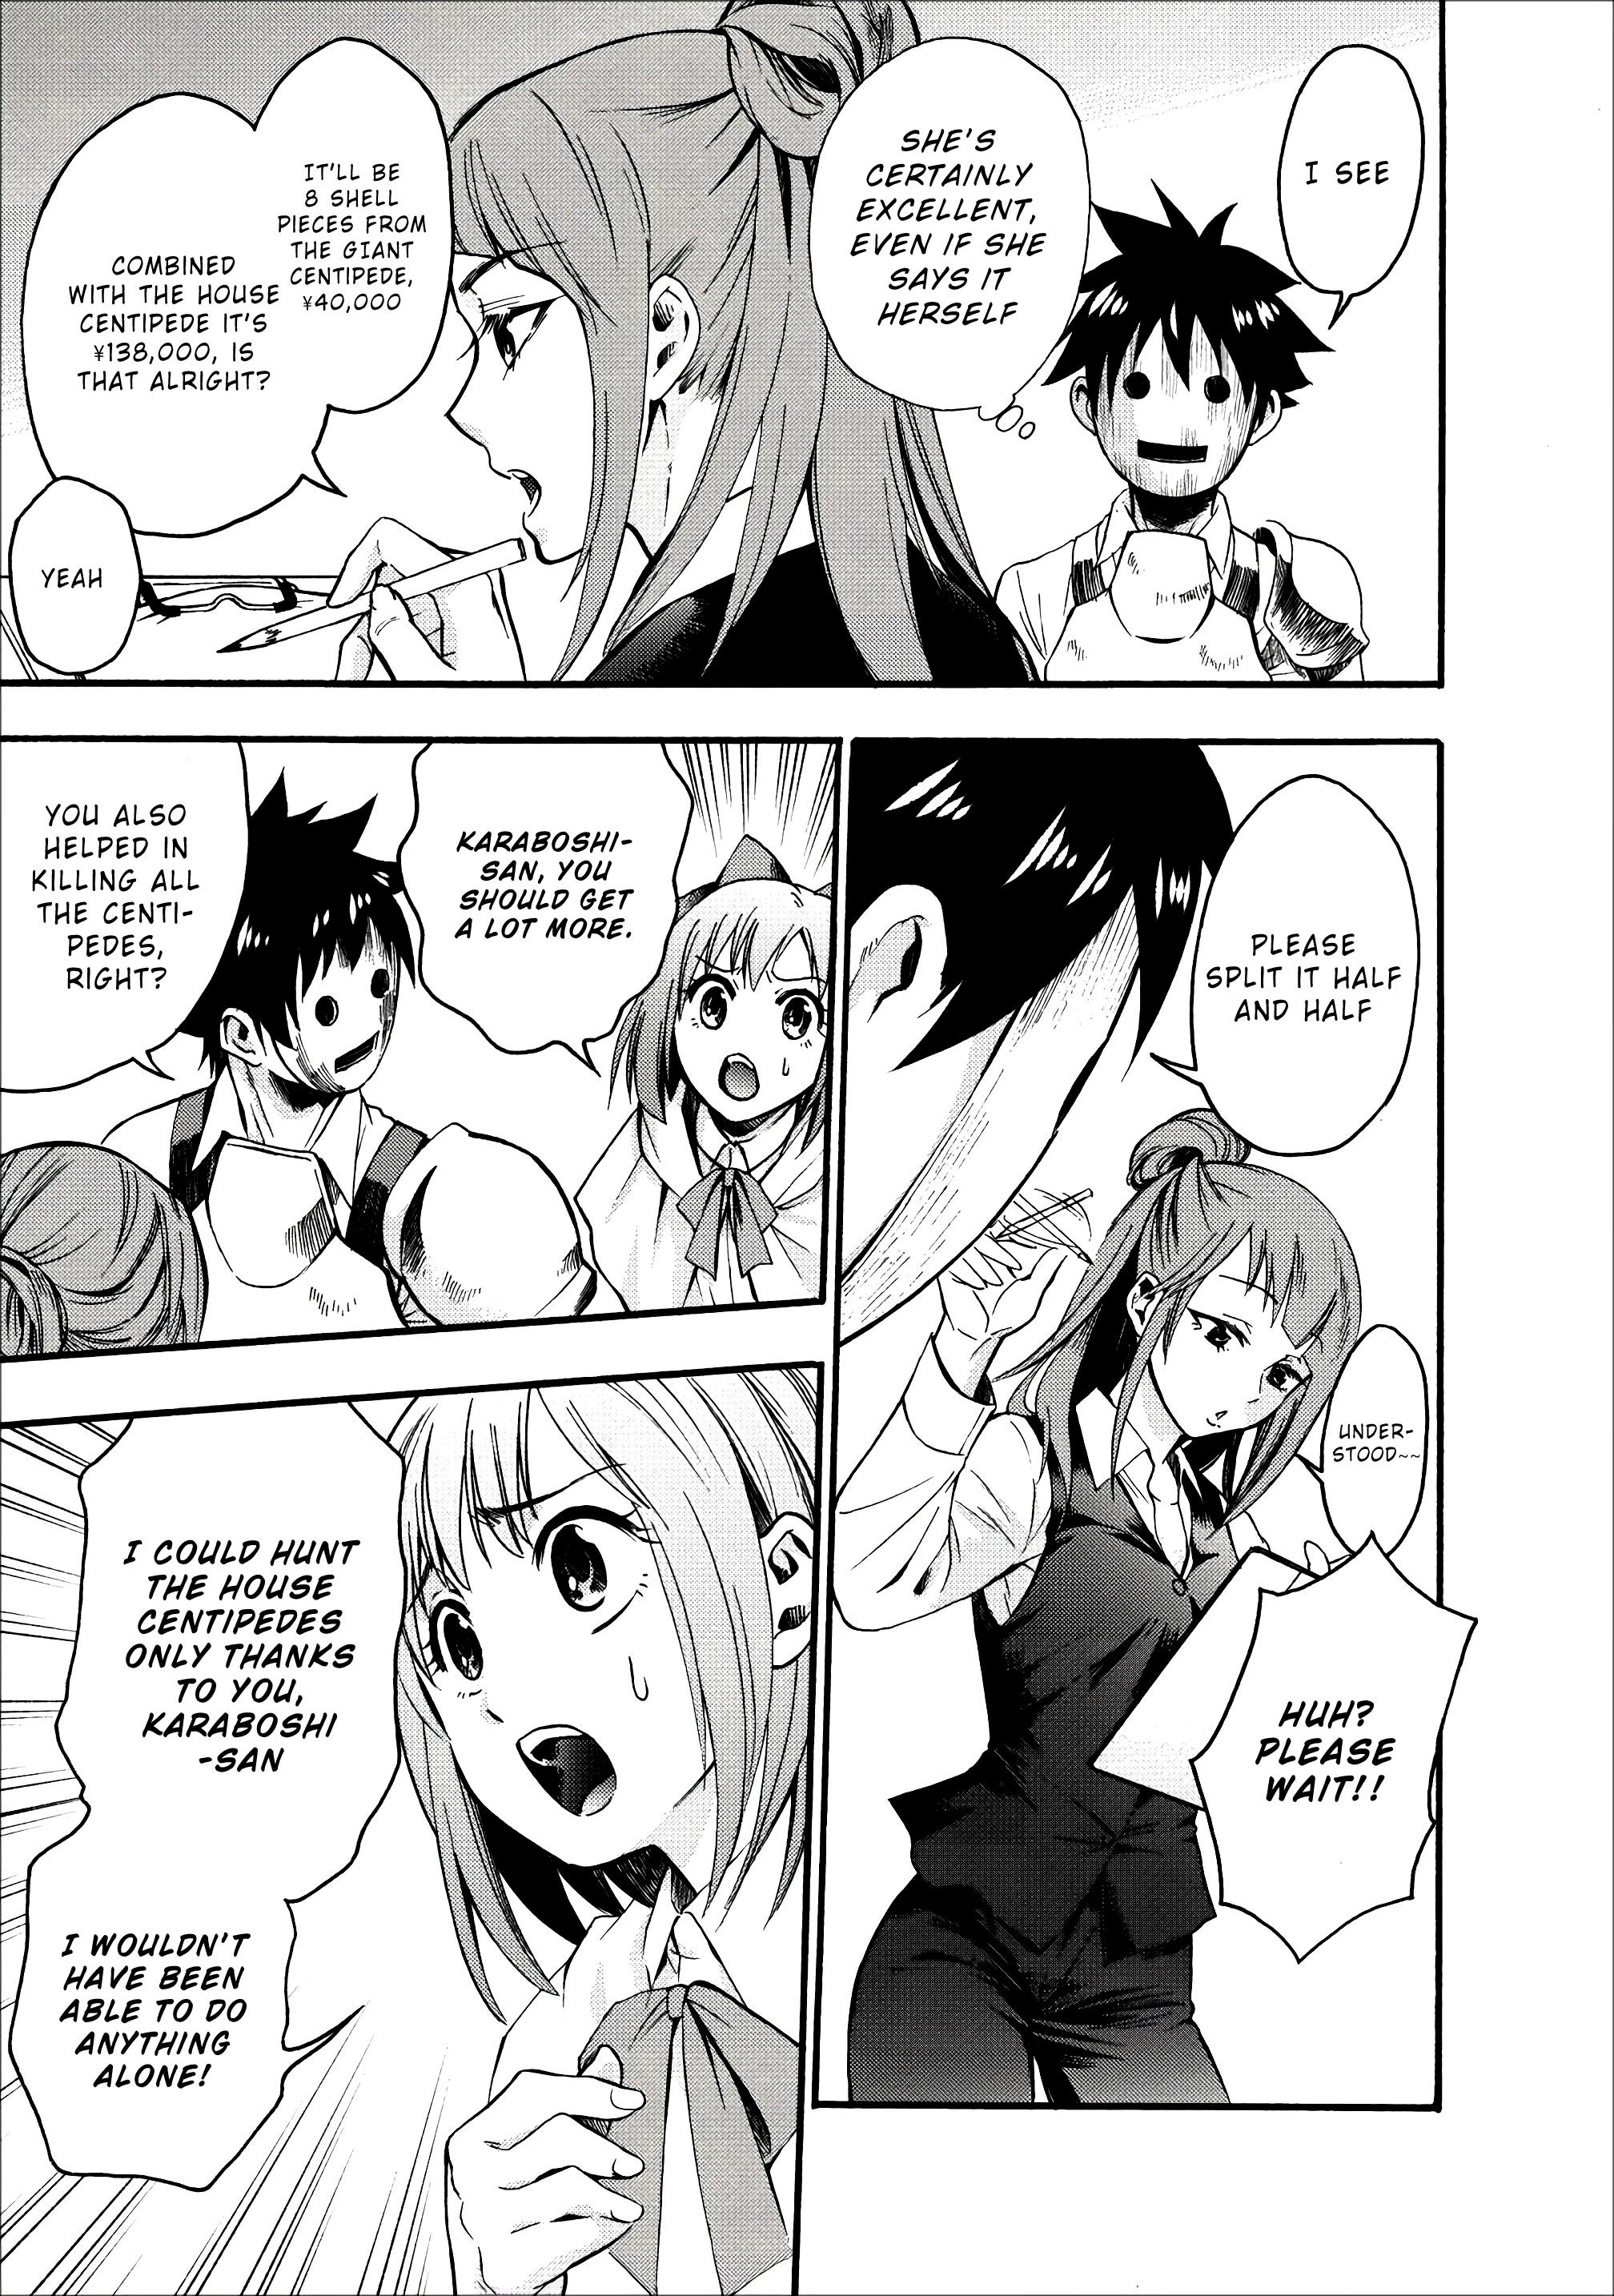 I SEE
SHE'S
CERTAINLY
EXCELLENT,
EVEN IF SHE
SAYS IT
HERSELF
IT'LL BE
8 SHELL
PIECES FROM
THE GIANT
CENTIPEDE,
¥40,000
COMBINED
WITH THE HOUSE
CENTIPEDE IT'S
¥138,000, IS
THAT ALRIGHT?
YEAH
PLEASE
SPLIT IT HALF
AND HALF
UNDER-
STOOD~~
HUH?
PLEASE
WAIT!!
KARABOSHI-
SAN, YOU
SHOULD GET
A LOT MORE.
YOU ALSO
HELPED IN
KILLING ALL
THE CENTI-
PEDES,
RIGHT?
I COULD HUNT
THE HOUSE
CENTIPEDES
ONLY THANKS
TO YOU,
KARABOSHI
-SAN
I WOULDN'T
HAVE BEEN
ABLE TO DO
ANYTHING
ALONE!